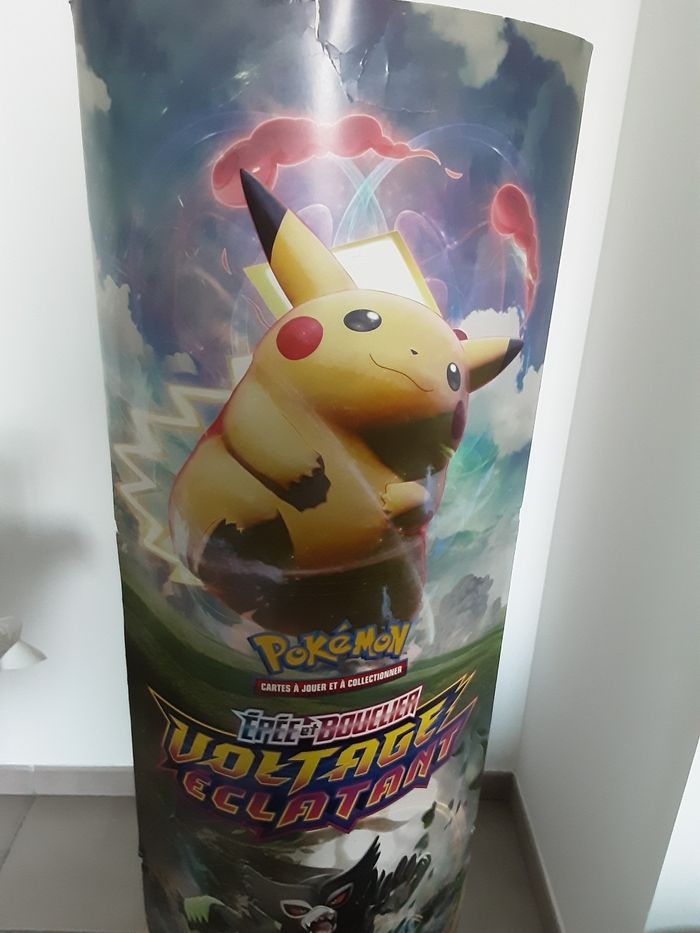 POKéMON
CARTES À JOUER ET À COLLECTIONNER
ÉPÉE et BOUCLIER
VOLTAGE
ÉCLATANT